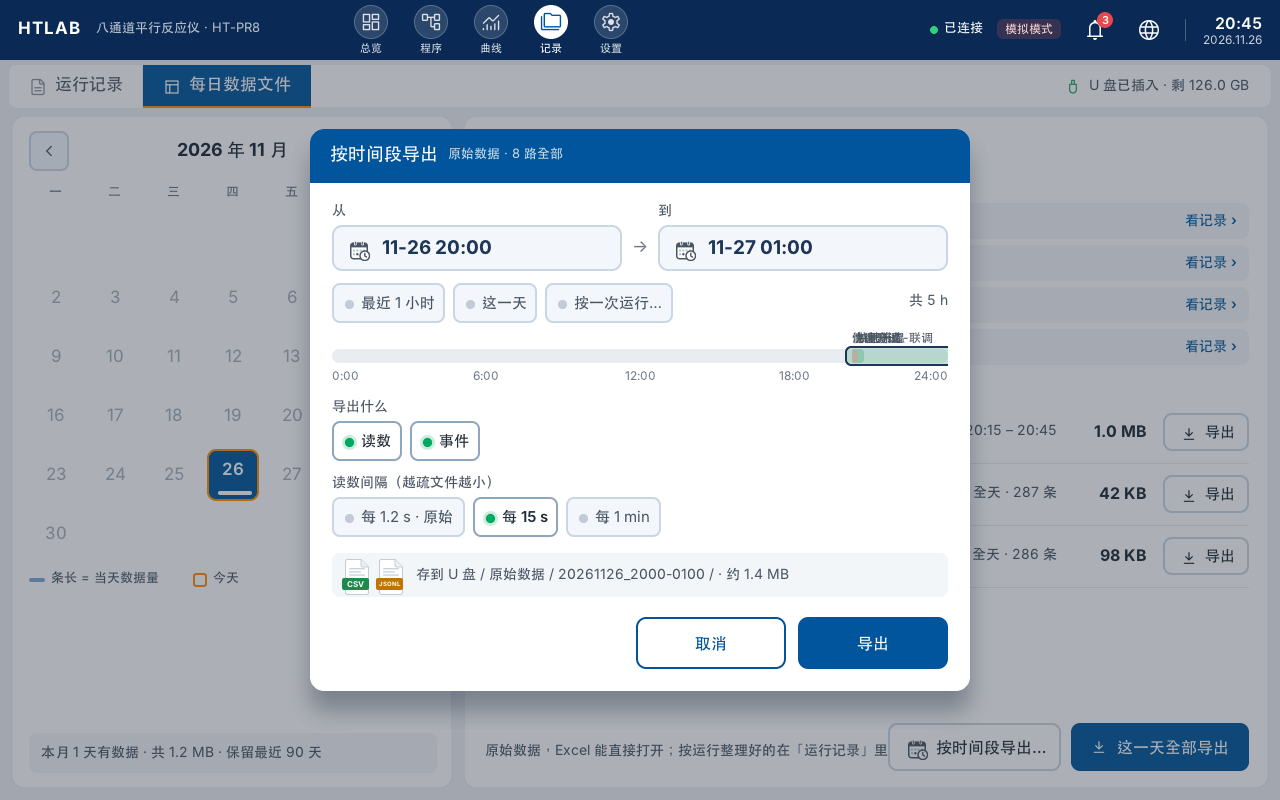 HTLAB
八通道平行反应仪 · HT-PR8
总览
程序
曲线
记录
设置
已连接
模拟模式
3
20:45
2026.11.26
运行记录
每日数据文件
U 盘已插入 · 剩 126.0 GB
2026 年 11 月
一 二 三 四 五
2 3 4 5 6
9 10 11 12 13
16 17 18 19 20
23 24 25 26 27
30
条长 = 当天数据量
今天
本月 1 天有数据 · 共 1.2 MB · 保留最近 90 天
按时间段导出
原始数据 · 8 路全部
从
到
11-26 20:00
→
11-27 01:00
最近 1 小时
这一天
按一次运行...
共 5 h
-联调
0:00 6:00 12:00 18:00 24:00
导出什么
读数
事件
读数间隔（越疏文件越小）
每 1.2 s · 原始
每 15 s
每 1 min
CSV
JSONL
存到 U 盘 / 原始数据 / 20261126_2000-0100 / · 约 1.4 MB
取消
导出
看记录 ›
看记录 ›
看记录 ›
看记录 ›
20:15 – 20:45
1.0 MB
导出
全天 · 287 条
42 KB
导出
全天 · 286 条
98 KB
导出
原始数据，Excel 能直接打开；按运行整理好的在「运行记录」里
按时间段导出...
这一天全部导出